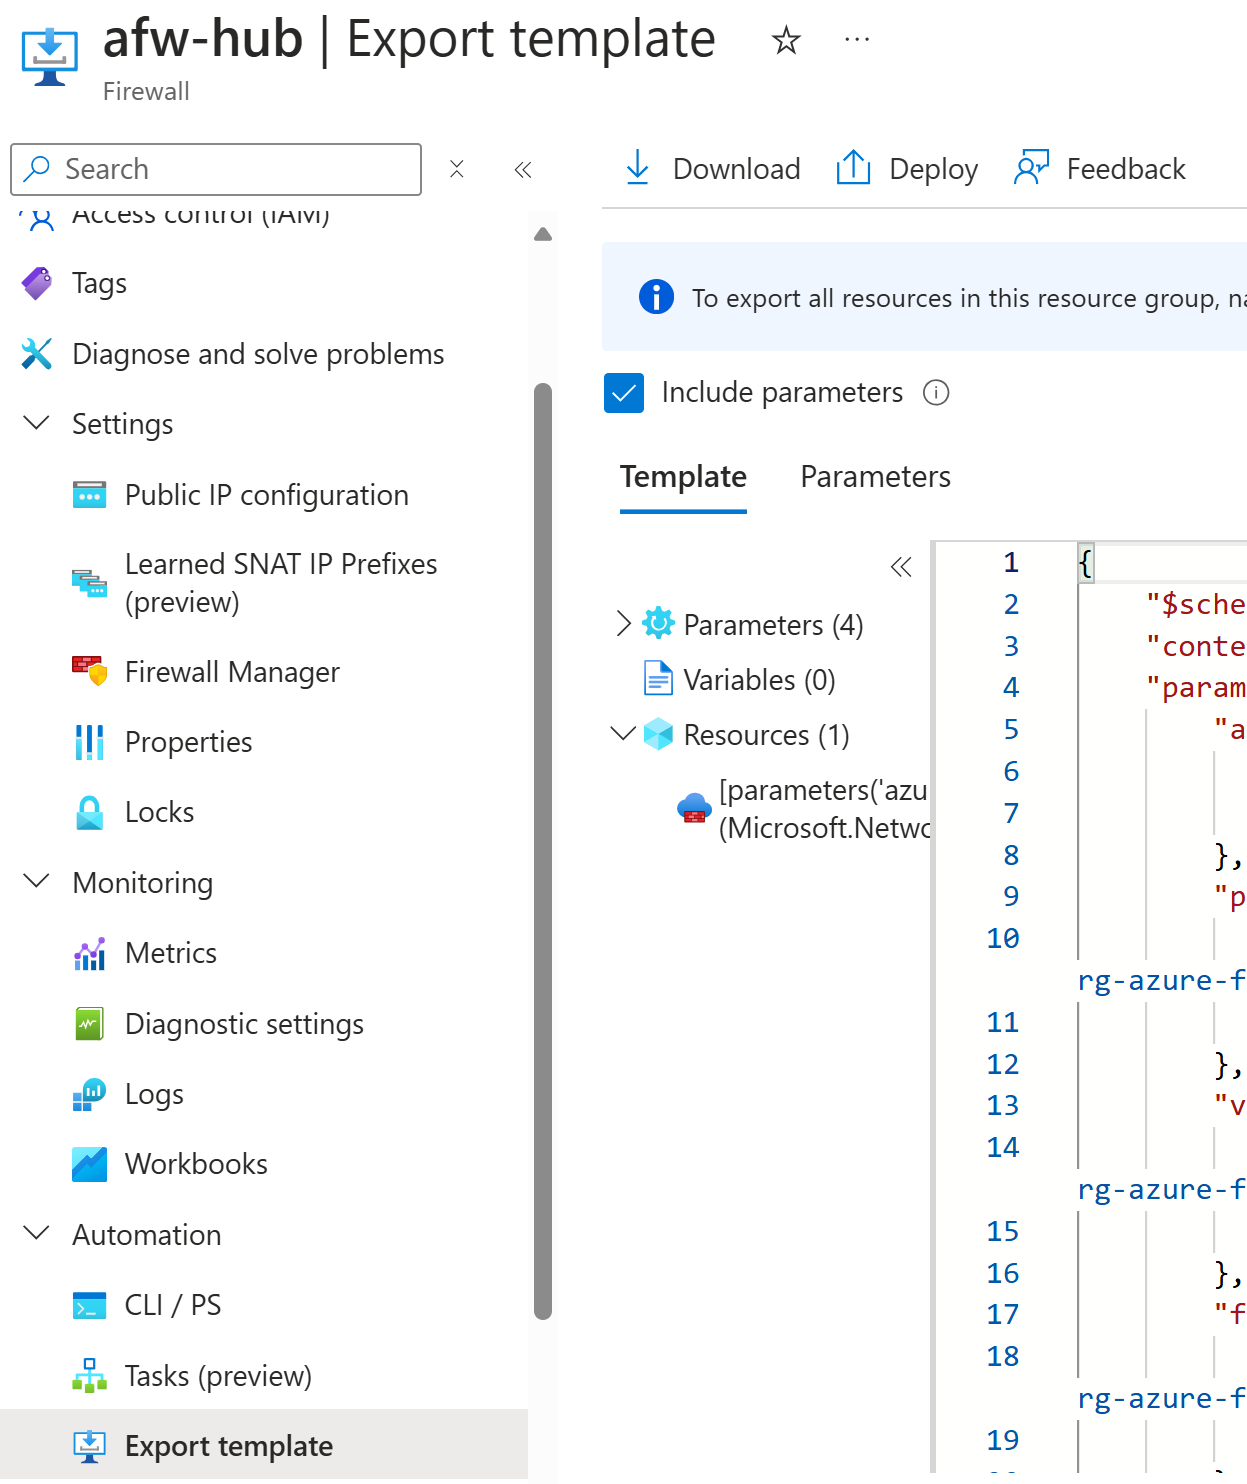 afw-hub | Export template
Firewall
Search
Download
Deploy
Feedback
Access control (IAM)
Tags
Diagnose and solve problems
Settings
Public IP configuration
Learned SNAT IP Prefixes
(preview)
Firewall Manager
Properties
Locks
Monitoring
Metrics
Diagnostic settings
Logs
Workbooks
Automation
CLI / PS
Tasks (preview)
Export template
To export all resources in this resource group, na
Include parameters
Template
Parameters
Parameters (4)
Variables (0)
Resources (1)
[parameters('azu
(Microsoft.Netwo
1 {
2 "$sche
3 "conte
4 "param
5 "a
6
7
8 },
9 "p
10
rg-azure-f
11
12 },
13 "v
14
rg-azure-f
15
16 },
17 "f
18
rg-azure-f
19